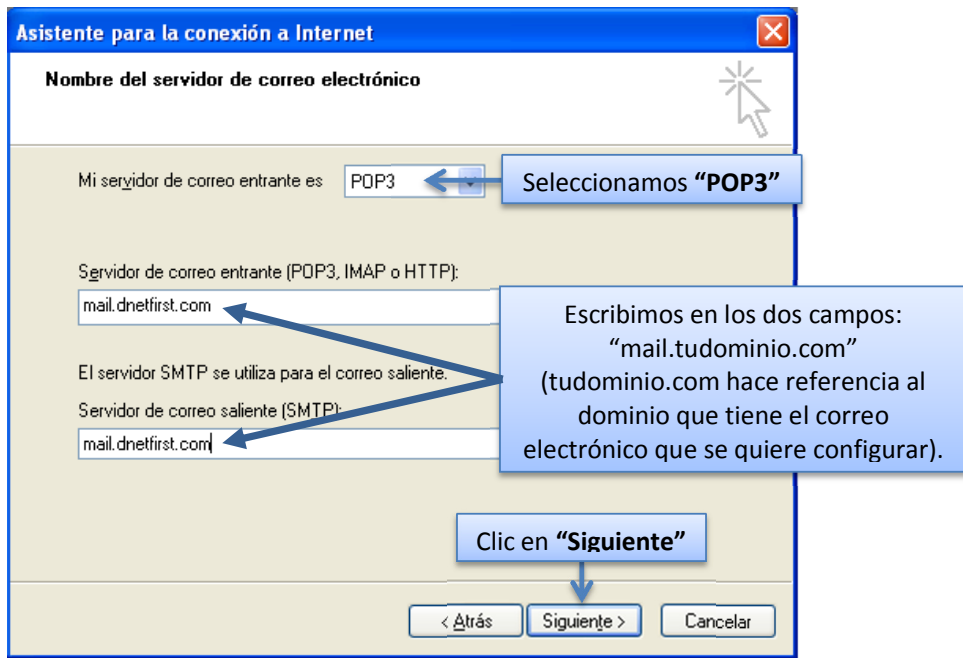 Asistente para la conexión a Internet
Nombre del servidor de correo electrónico
Mi servidor de correo entrante es
POP3
Seleccionamos “POP3”
Servidor de correo entrante (POP3, IMAP o HTTP):
mail.dnetfirst.com
Escribimos en los dos campos:
“mail.tudominio.com”
(tudominio.com hace referencia al
dominio que tiene el correo
electrónico que se quiere configurar).
El servidor SMTP se utiliza para el correo saliente.
Servidor de correo saliente (SMTP):
mail.dnetfirst.com
Clic en “Siguiente”
< Atrás
Siguiente >
Cancelar